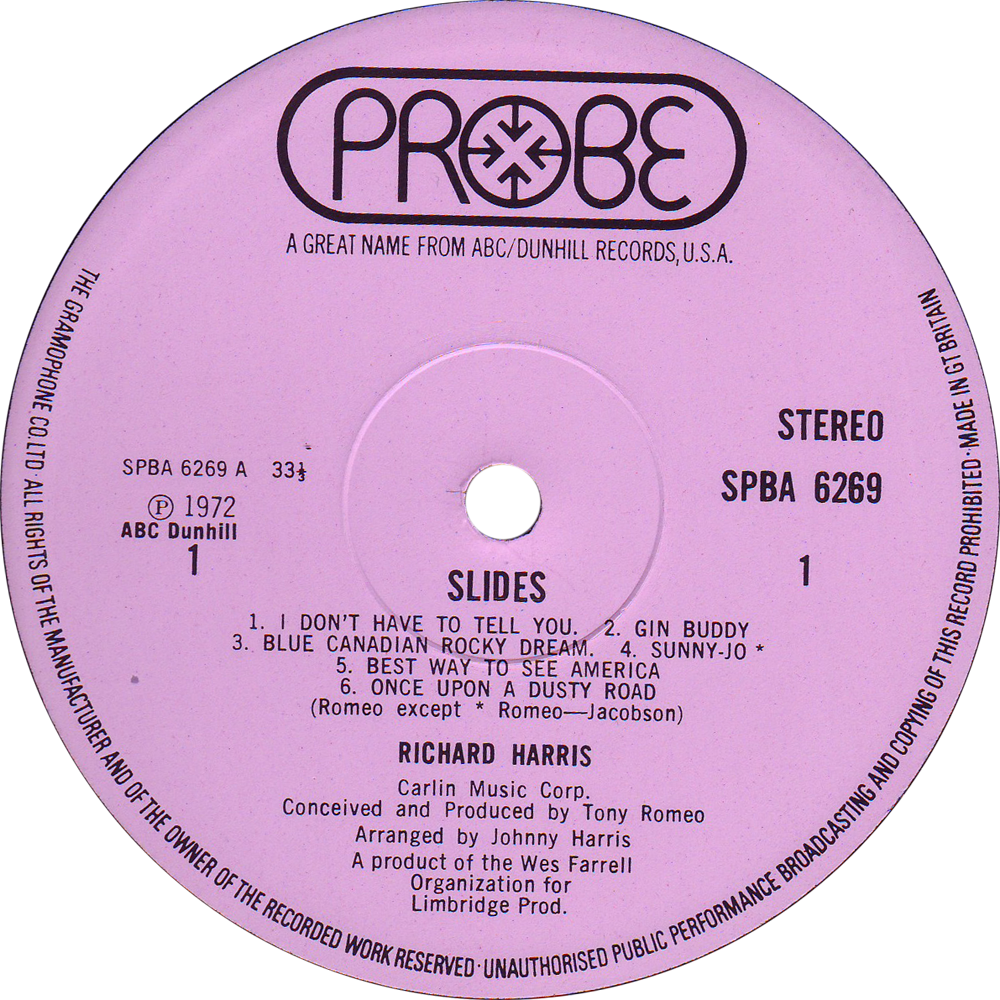 PROBE
A GREAT NAME FROM ABC/DUNHILL RECORDS, U.S.A.
THE GRAMOPHONE CO. LTD · ALL RIGHTS OF THE MANUFACTURER AND OF THE OWNER OF THE RECORDED WORK RESERVED · UNAUTHORISED PUBLIC PERFORMANCE BROADCASTING AND COPYING OF THIS RECORD PROHIBITED · MADE IN GT BRITAIN
STEREO
SPBA 6269
1
SPBA 6269 A 33⅓
℗ 1972
ABC Dunhill
1
SLIDES
1. I DON'T HAVE TO TELL YOU. 2. GIN BUDDY
3. BLUE CANADIAN ROCKY DREAM. 4. SUNNY-JO *
5. BEST WAY TO SEE AMERICA
6. ONCE UPON A DUSTY ROAD
(Romeo except * Romeo—Jacobson)
RICHARD HARRIS
Carlin Music Corp.
Conceived and Produced by Tony Romeo
Arranged by Johnny Harris
A product of the Wes Farrell
Organization for
Limbridge Prod.